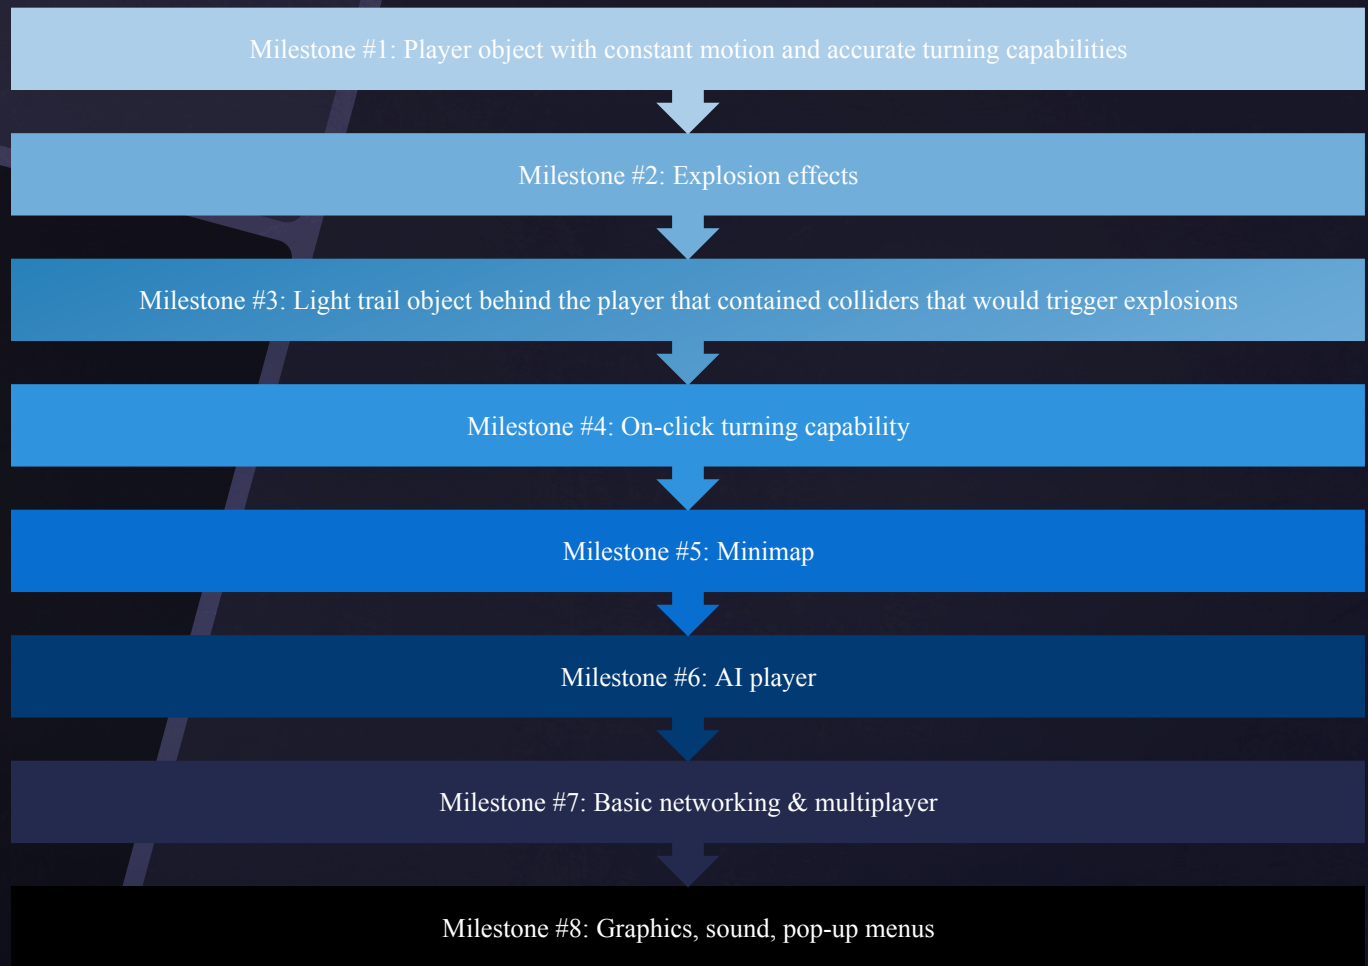 Milestone #1: Player object with constant motion and accurate turning capabilities
Milestone #2: Explosion effects
Milestone #3: Light trail object behind the player that contained colliders that would trigger explosions
Milestone #4: On-click turning capability
Milestone #5: Minimap
Milestone #6: AI player
Milestone #7: Basic networking & multiplayer
Milestone #8: Graphics, sound, pop-up menus